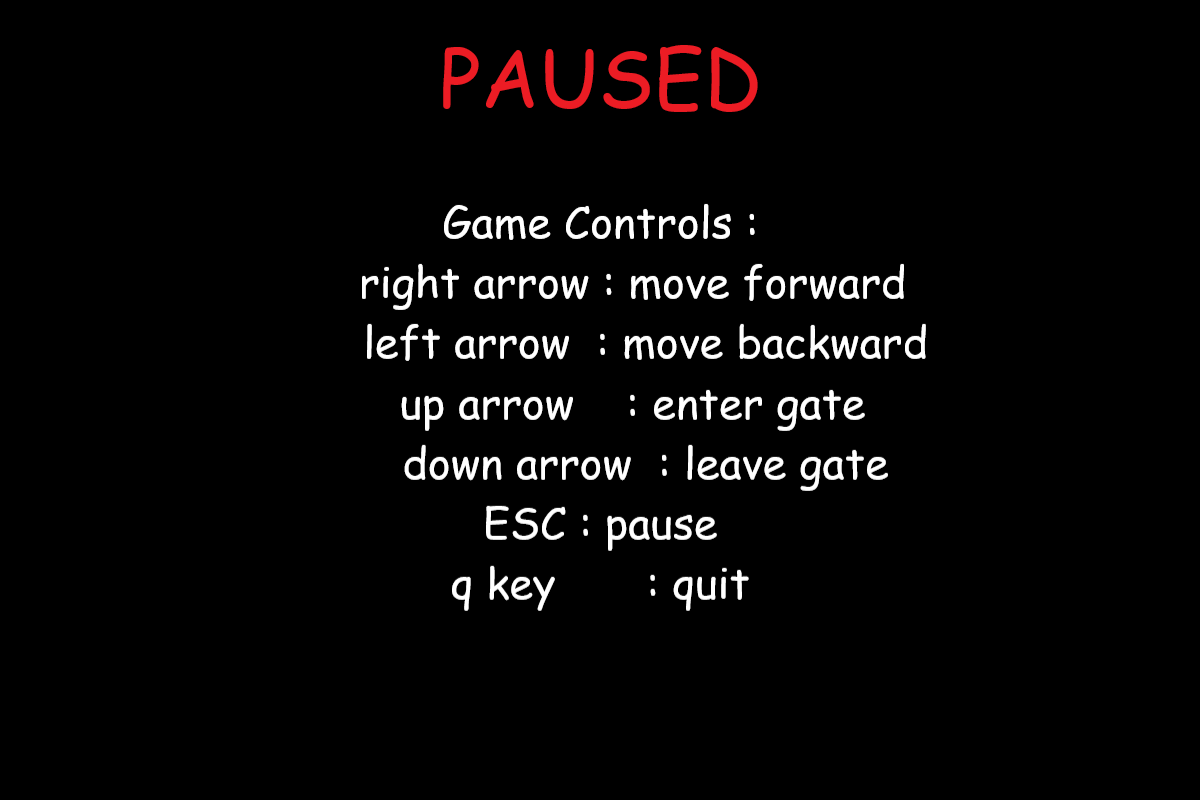 PAUSED
Game Controls :
right arrow : move forward
left arrow : move backward
up arrow : enter gate
down arrow : leave gate
ESC : pause
q key : quit